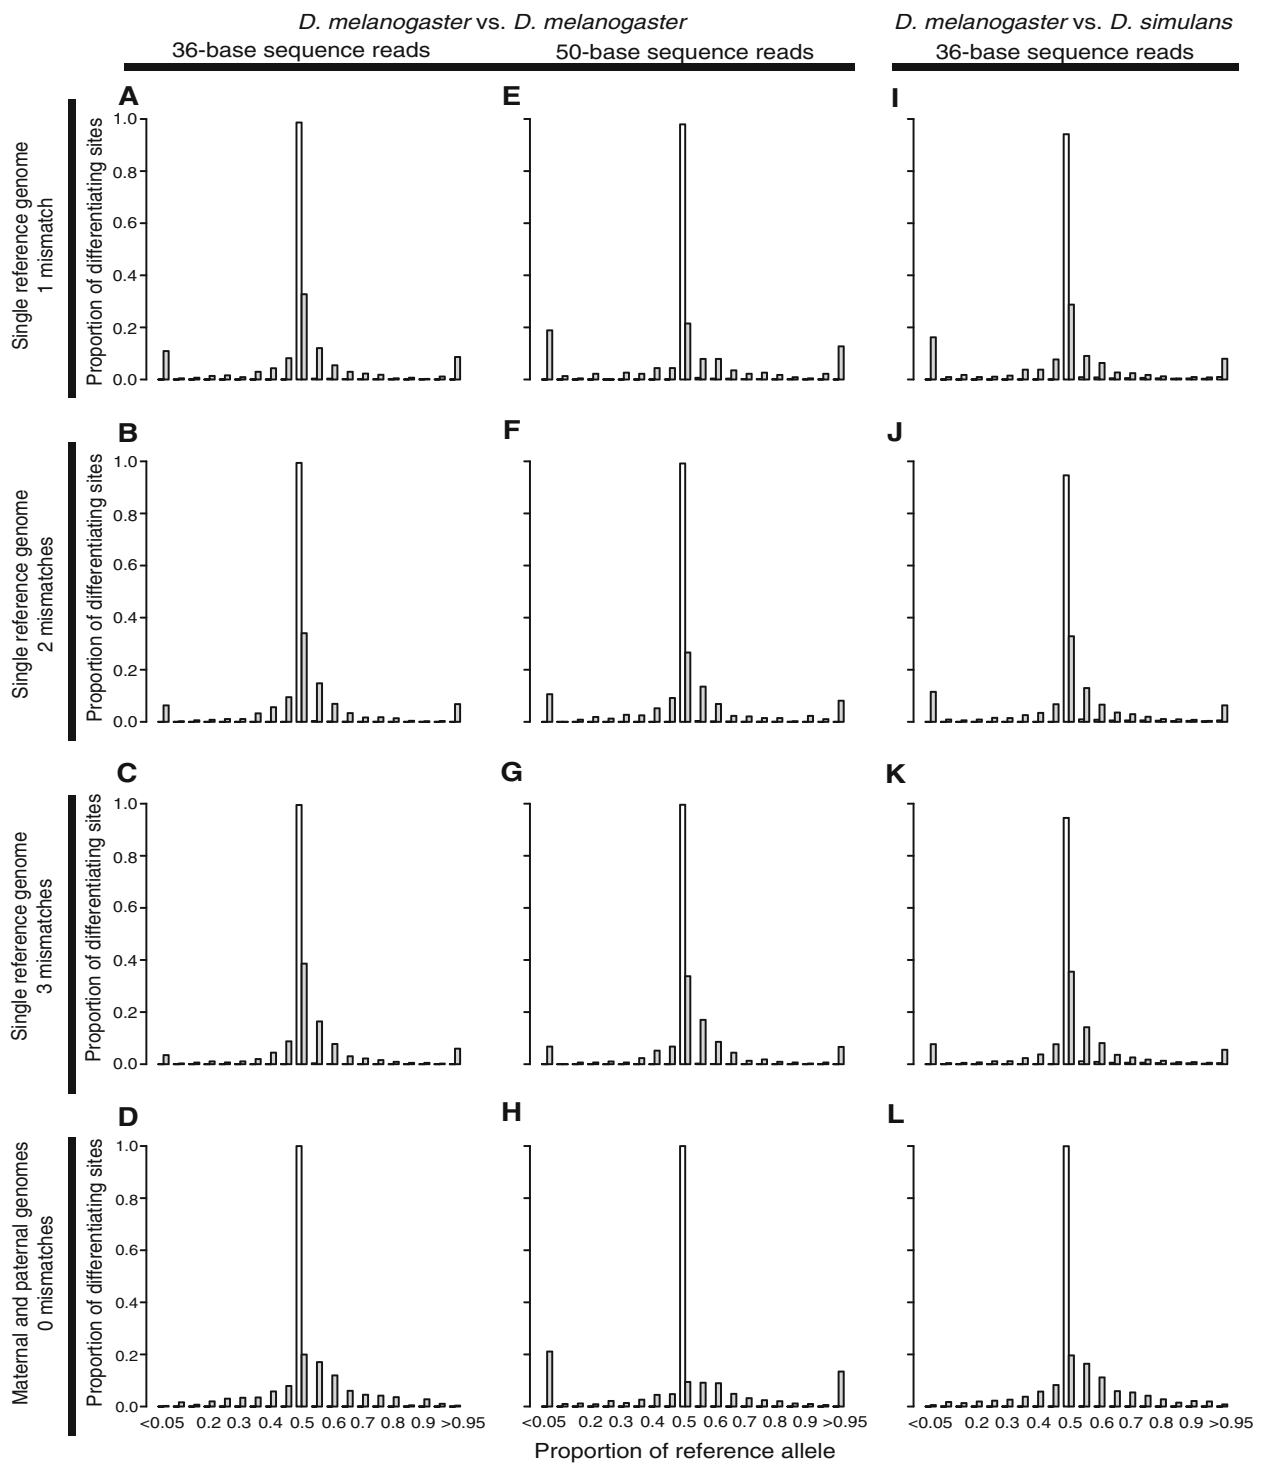 D. melanogaster vs. D. melanogaster
D. melanogaster vs. D. simulans
36-base sequence reads
50-base sequence reads
36-base sequence reads
A
E
I
Single reference genome
1 mismatch
Proportion of differentiating sites
1.0
0.8
0.6
0.4
0.2
0.0
B
F
J
Single reference genome
2 mismatches
Proportion of differentiating sites
1.0
0.8
0.6
0.4
0.2
0.0
C
G
K
Single reference genome
3 mismatches
Proportion of differentiating sites
1.0
0.8
0.6
0.4
0.2
0.0
D
H
L
Maternal and paternal genomes
0 mismatches
Proportion of differentiating sites
1.0
0.8
0.6
0.4
0.2
0.0
<0.05 0.2 0.3 0.4 0.5 0.6 0.7 0.8 0.9 >0.95
<0.05 0.2 0.3 0.4 0.5 0.6 0.7 0.8 0.9 >0.95
<0.05 0.2 0.3 0.4 0.5 0.6 0.7 0.8 0.9 >0.95
Proportion of reference allele